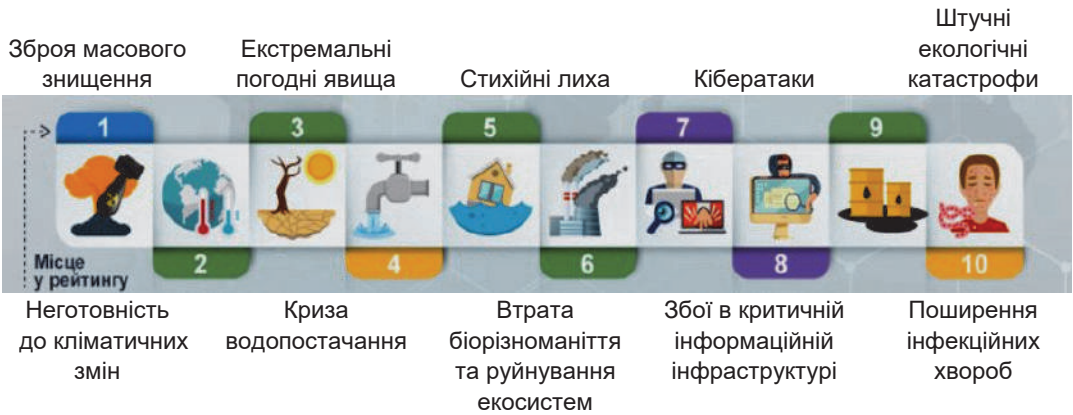 Зброя масового
знищення
Екстремальні
погодні явища
Стихійні лиха
Кібератаки
Штучні
екологічні
катастрофи
1
3
5
7
9
Місце
у рейтингу
2
4
6
8
10
Неготовність
до кліматичних
змін
Криза
водопостачання
Втрата
біорізноманіття
та руйнування
екосистем
Збої в критичній
інформаційній
інфраструктурі
Поширення
інфекційних
хвороб